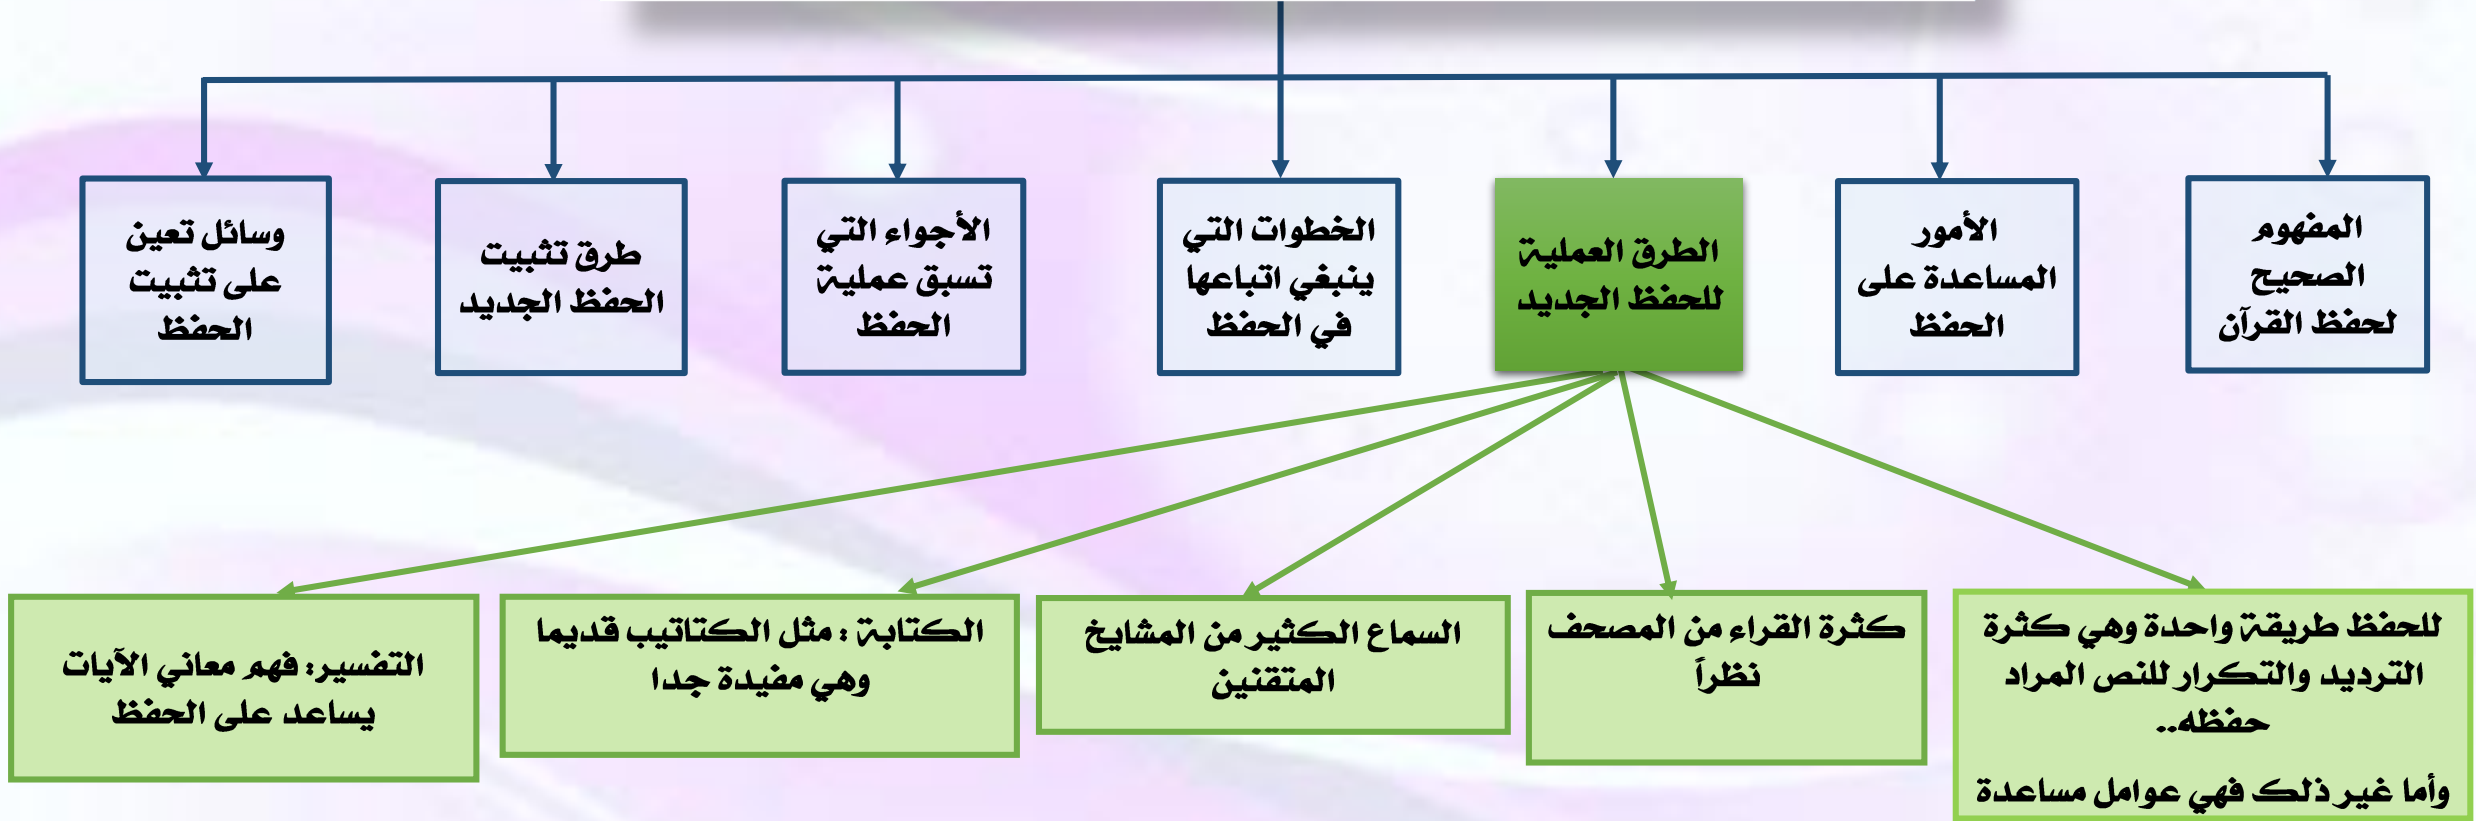 المفهوم
الصحيح
لحفظ القرآن
الأمور
المساعدة على
الحفظ
الطرق العملية
للحفظ الجديد
الخطوات التي
ينبغي اتباعها
في الحفظ
الأجواء التي
تسبق عملية
الحفظ
طرق تثبيت
الحفظ الجديد
وسائل تعين
على تثبيت
الحفظ
للحفظ طريقة واحدة وهي كثرة
الترديد والتكرار للنص المراد
حفظه..
وأما غير ذلك فهي عوامل مساعدة
كثرة القراء من المصحف
نظراً
السماع الكثير من المشايخ
المتقنين
الكتابة : مثل الكتاتيب قديما
وهي مفيدة جدا
التفسير: فهم معاني الآيات
يساعد على الحفظ